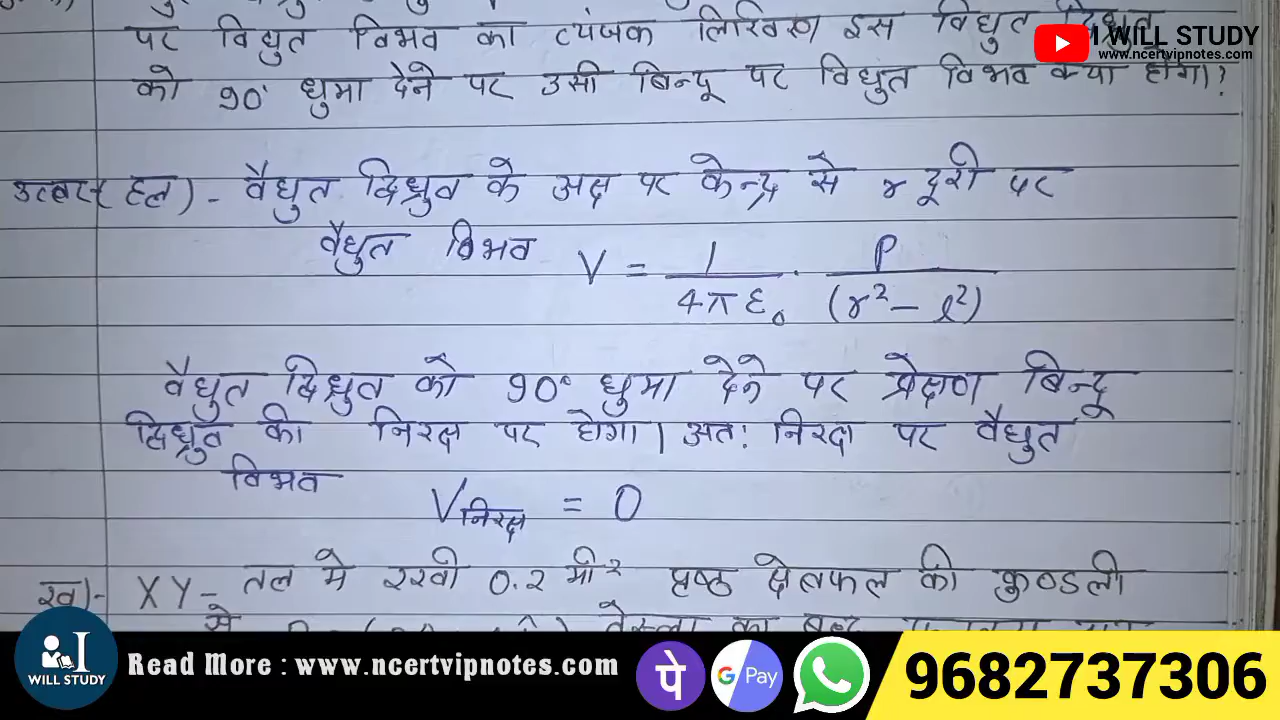 पर विद्युत विभव का व्यंजक लिखिए। इस विद्युत द्विध्रुव
को 90° घुमा देने पर उसी बिन्दू पर विद्युत विभव क्या होगा?
I WILL STUDY
www.ncertvipnotes.com
उत्तर (हल) - वैद्युत द्विध्रुव के अक्ष पर केन्द्र से r दूरी पर
वैद्युत विभव V = 1/4πε₀ · P/(r² - l²)
वैद्युत द्विध्रुव को 90° घुमा देने पर प्रेक्षण बिन्दू
द्विध्रुव की निरक्ष पर होगा। अतः निरक्ष पर वैद्युत
विभव
V निरक्ष = 0
ख)- XY- तल मे रखी 0.2 मी² पृष्ठ क्षेत्रफल की कुण्डली
मे
I WILL STUDY
Read More : www.ncertvipnotes.com
पे
G Pay
9682737306